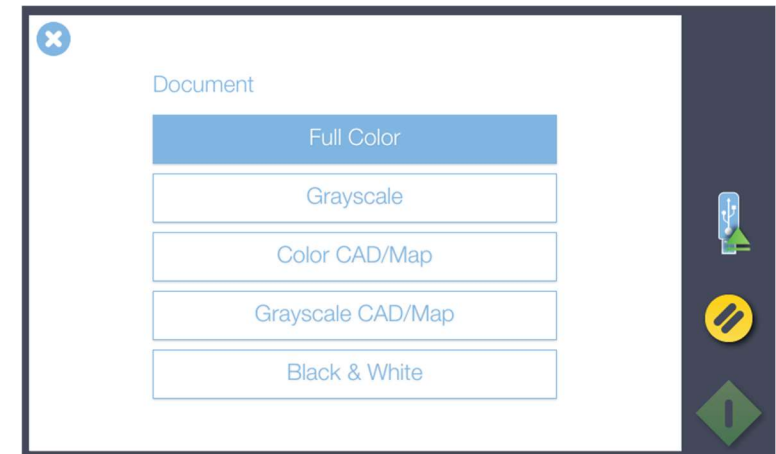 Document
Full Color
Grayscale
Color CAD/Map
Grayscale CAD/Map
Black & White